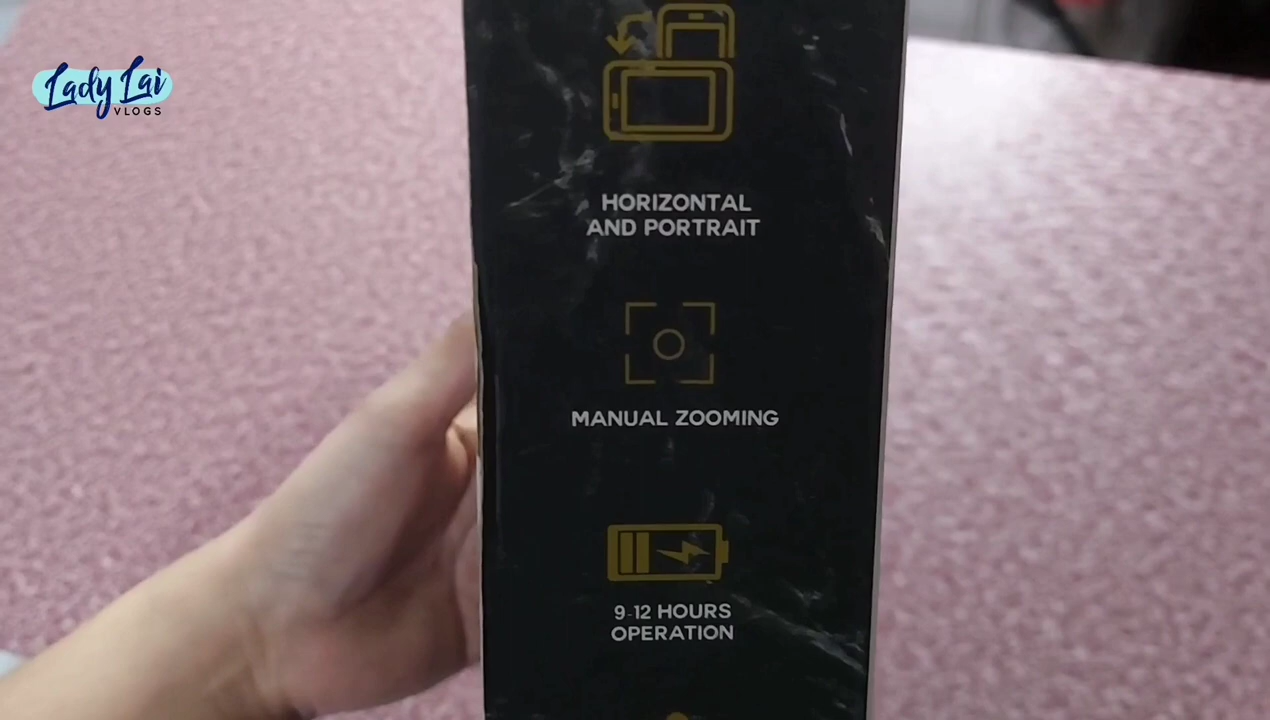 Lady Lai
VLOGS
HORIZONTAL
AND PORTRAIT
MANUAL ZOOMING
9-12 HOURS
OPERATION